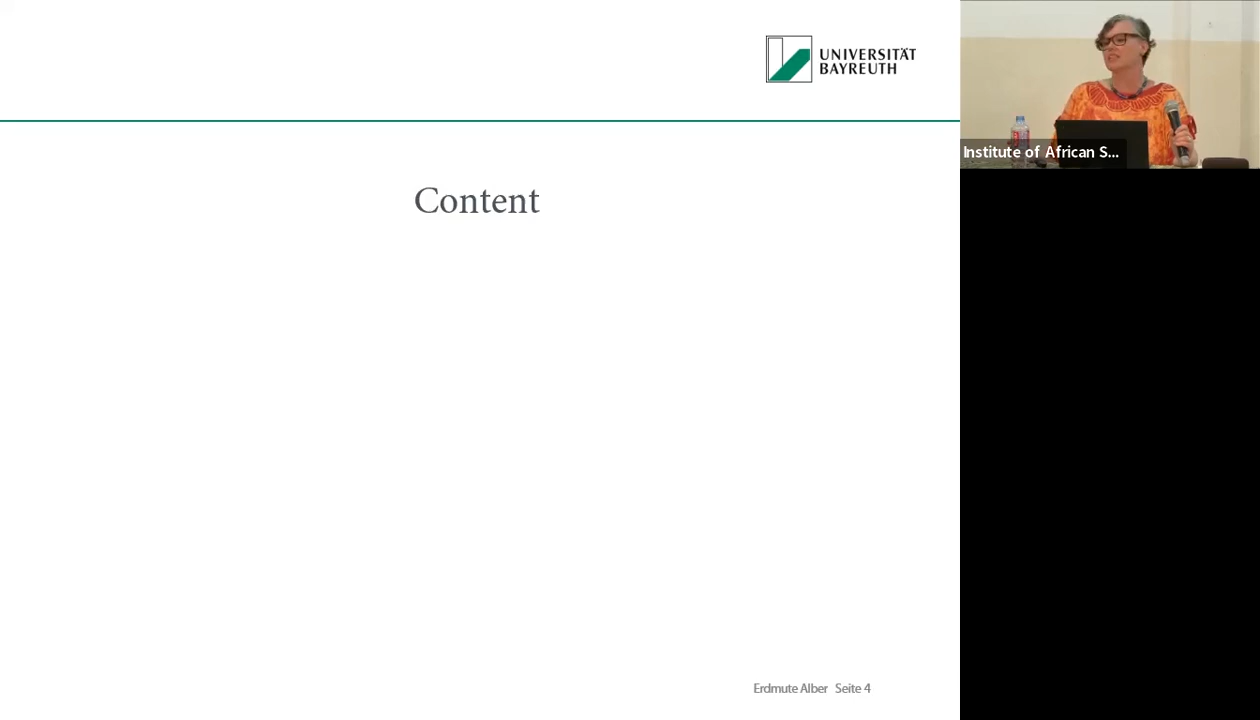 UNIVERSITÄT
BAYREUTH
Institute of African S...
Content
Erdmute Alber Seite 4